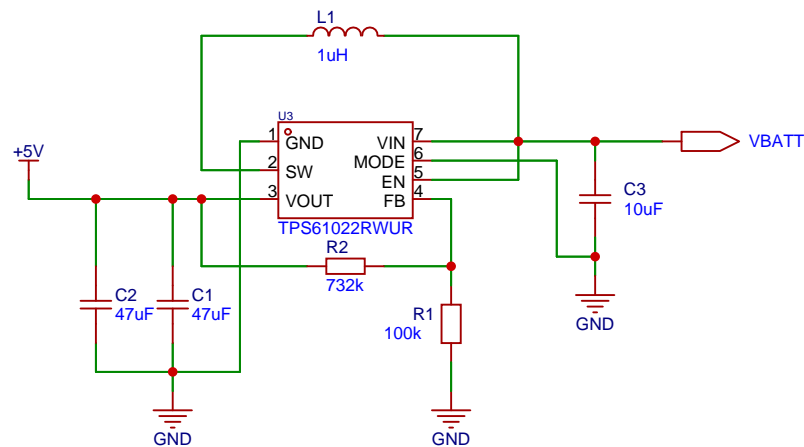 L1
1uH
U3
1
GND
VIN
7
MODE
6
2
SW
EN
5
3
VOUT
FB
4
TPS61022RWUR
+5V
VBATT
C3
10uF
R2
732k
C2
47uF
C1
47uF
R1
100k
GND
GND
GND